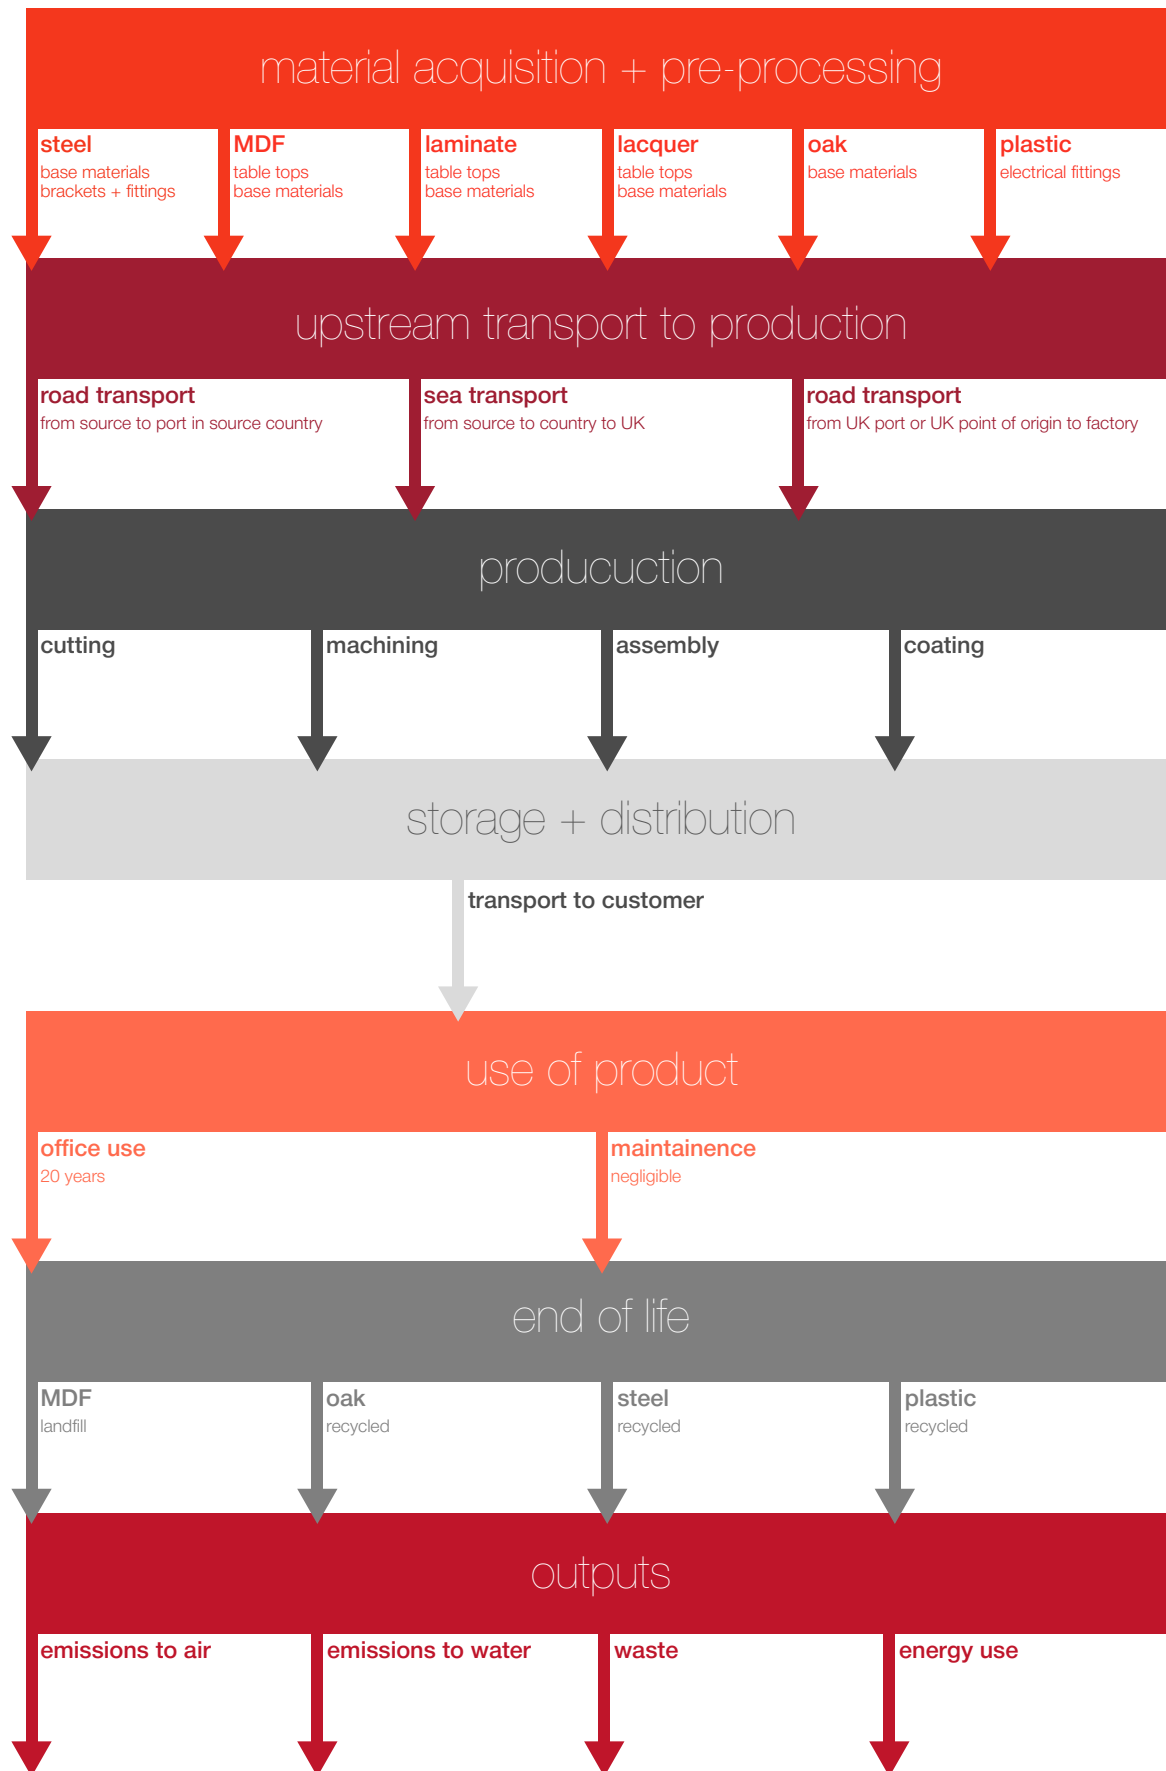 material acquisition + pre-processing
steel
base materials
brackets + fittings
MDF
table tops
base materials
laminate
table tops
base materials
lacquer
table tops
base materials
oak
base materials
plastic
electrical fittings
upstream transport to production
road transport
from source to port in source country
sea transport
from source to country to UK
road transport
from UK port or UK point of origin to factory
producuction
cutting
machining
assembly
coating
storage + distribution
transport to customer
use of product
office use
20 years
maintainence
negligible
end of life
MDF
landfill
oak
recycled
steel
recycled
plastic
recycled
outputs
emissions to air
emissions to water
waste
energy use